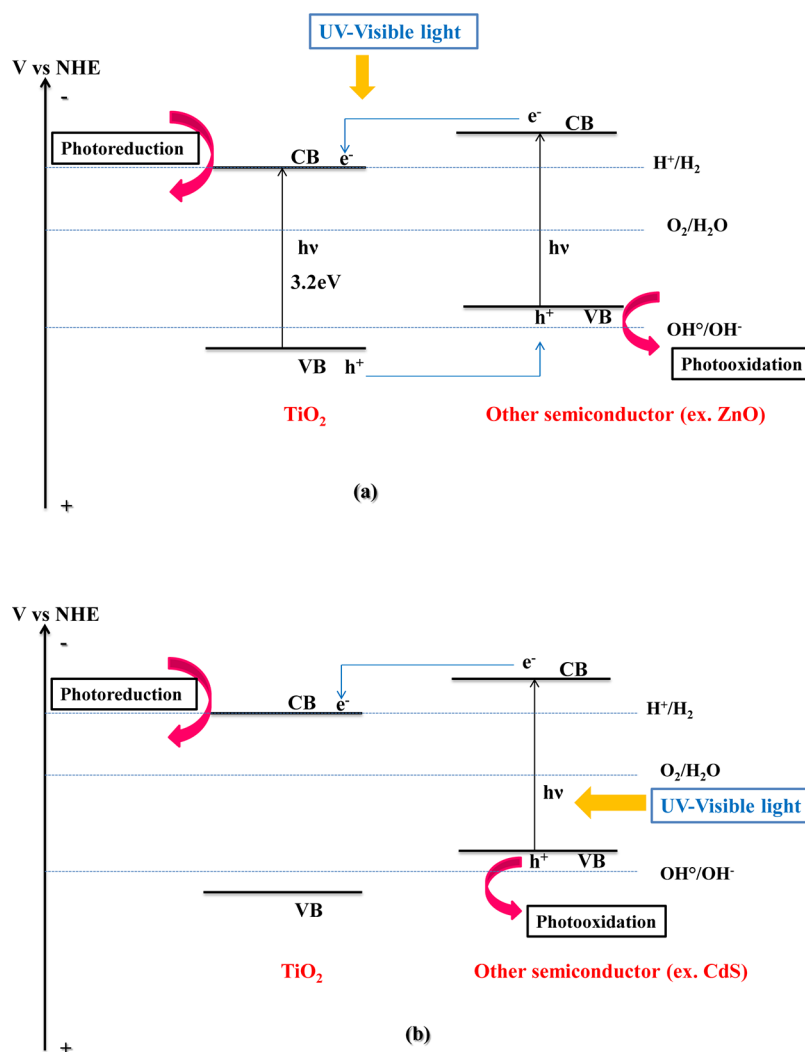 UV-Visible light
V vs NHE
-
e-
CB
Photoreduction
CB e-
H+/H2
O2/H2O
hν
hν
3.2eV
h+ VB
OH°/OH-
VB h+
Photooxidation
TiO2
Other semiconductor (ex. ZnO)
(a)
+
V vs NHE
-
e-
CB
Photoreduction
CB e-
H+/H2
O2/H2O
hν
UV-Visible light
h+ VB
OH°/OH-
VB
Photooxidation
TiO2
Other semiconductor (ex. CdS)
(b)
+